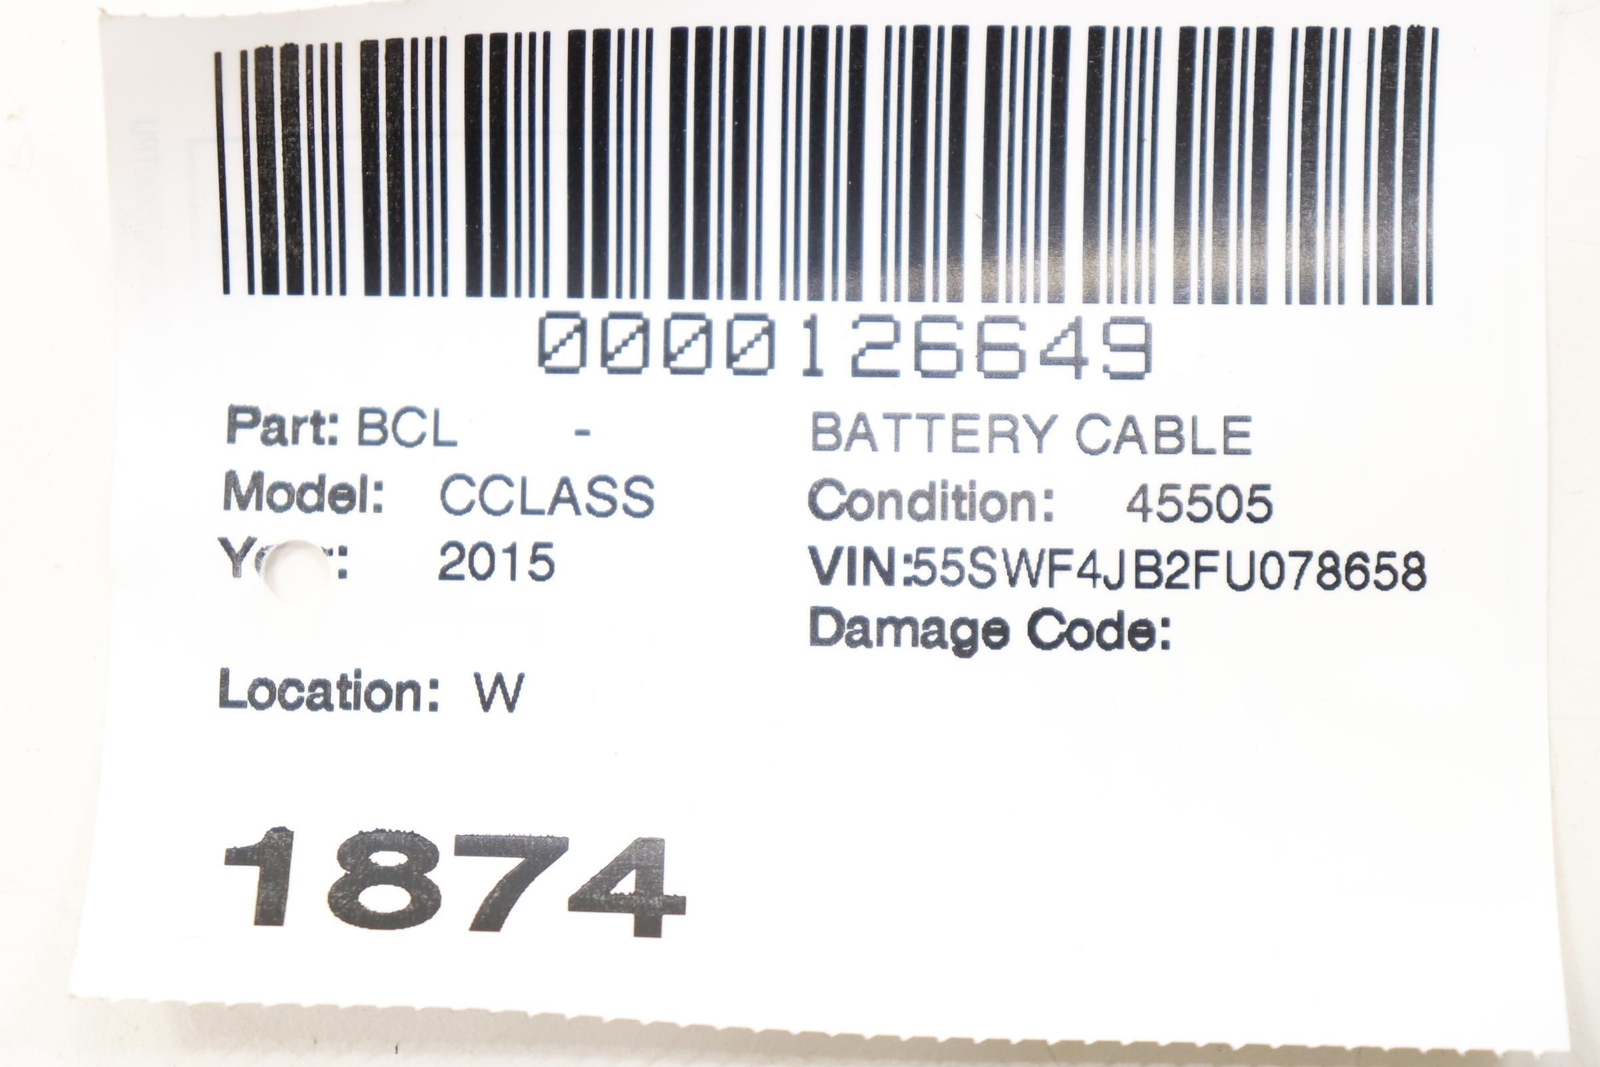 0000126649
Part: BCL - BATTERY CABLE
Model: CCLASS Condition: 45505
2015 VIN:55SWF4JB2FU078658
Damage Code:
Location: W
1874